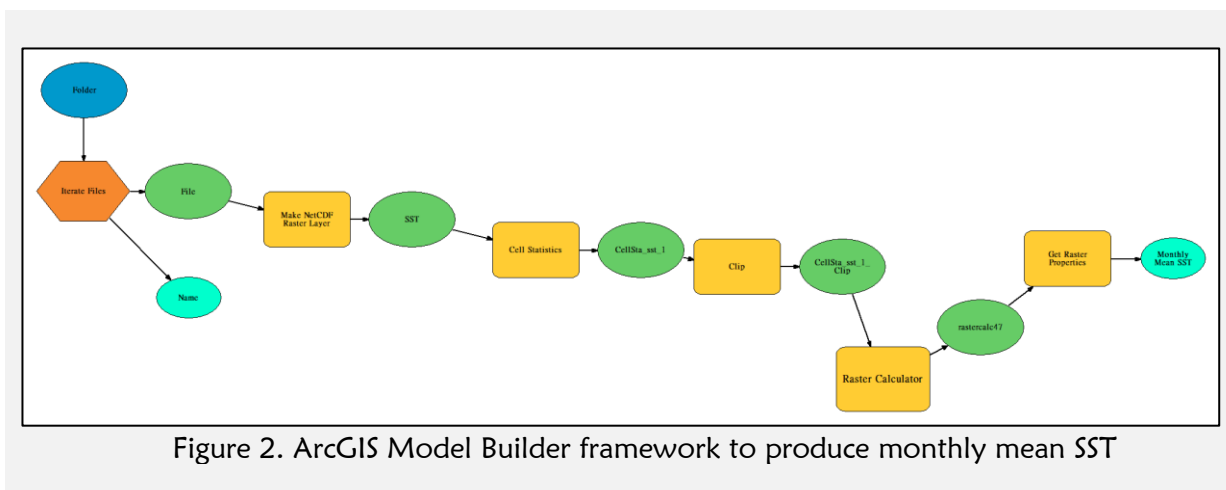 Folder
Iterate Files
File
Name
Make NetCDF
Raster Layer
SST
Cell Statistics
CellSta_sst_1
Clip
CellSta_sst_1_
Clip
Raster Calculator
rastercalc47
Get Raster
Properties
Monthly
Mean SST
Figure 2. ArcGIS Model Builder framework to produce monthly mean SST